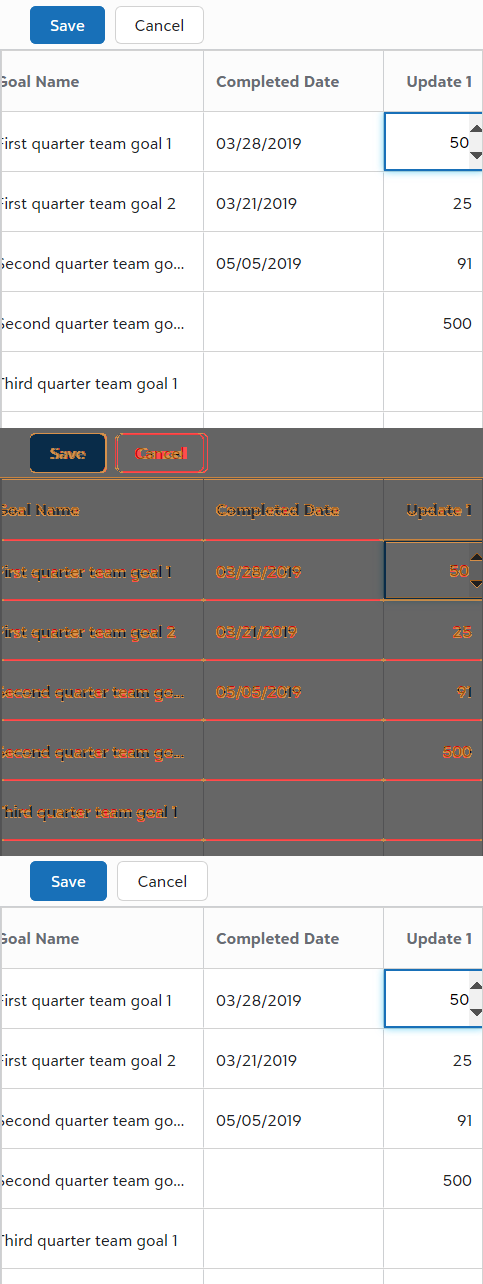 Save Cancel
Goal Name Completed Date Update 1
First quarter team goal 1 03/28/2019 50
First quarter team goal 2 03/21/2019 25
Second quarter team go... 05/05/2019 91
Second quarter team go... 500
Third quarter team goal 1
Save Cancel
Goal Name Completed Date Update 1
First quarter team goal 1 03/28/2019 50
First quarter team goal 2 03/21/2019 25
Second quarter team go... 05/05/2019 91
Second quarter team go... 500
Third quarter team goal 1
Save Cancel
Goal Name Completed Date Update 1
First quarter team goal 1 03/28/2019 50
First quarter team goal 2 03/21/2019 25
Second quarter team go... 05/05/2019 91
Second quarter team go... 500
Third quarter team goal 1